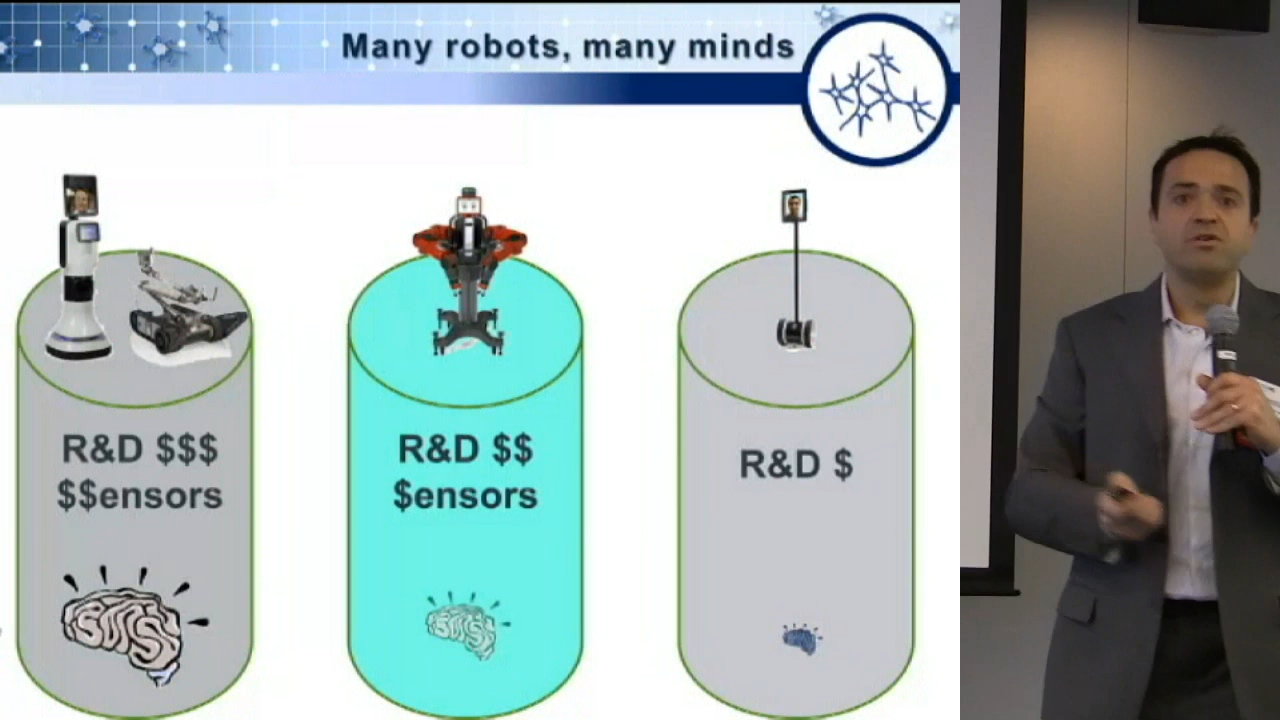 Many robots, many minds
R&D $$$
$$ensors
R&D $$
$ensors
R&D $